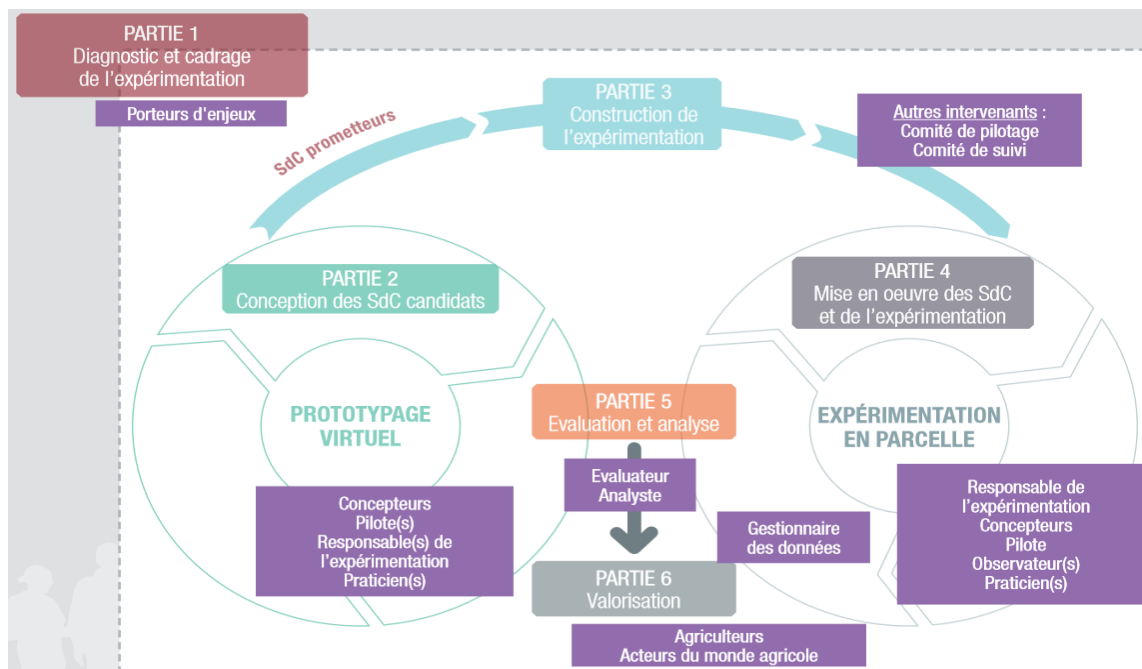 PARTIE 1
Diagnostic et cadrage
de l'expérimentation
Porteurs d'enjeux
SdC prometteurs
PARTIE 3
Construction de
l'expérimentation
Autres intervenants :
Comité de pilotage
Comité de suivi
PARTIE 2
Conception des SdC candidats
PROTOTYPAGE
VIRTUEL
Concepteurs
Pilote(s)
Responsable(s) de
l'expérimentation
Praticien(s)
PARTIE 4
Mise en oeuvre des SdC
et de l'expérimentation
EXPÉRIMENTATION
EN PARCELLE
Responsable de
l'expérimentation
Concepteurs
Pilote
Observateur(s)
Praticien(s)
PARTIE 5
Evaluation et analyse
Evaluateur
Analyste
Gestionnaire
des données
PARTIE 6
Valorisation
Agriculteurs
Acteurs du monde agricole